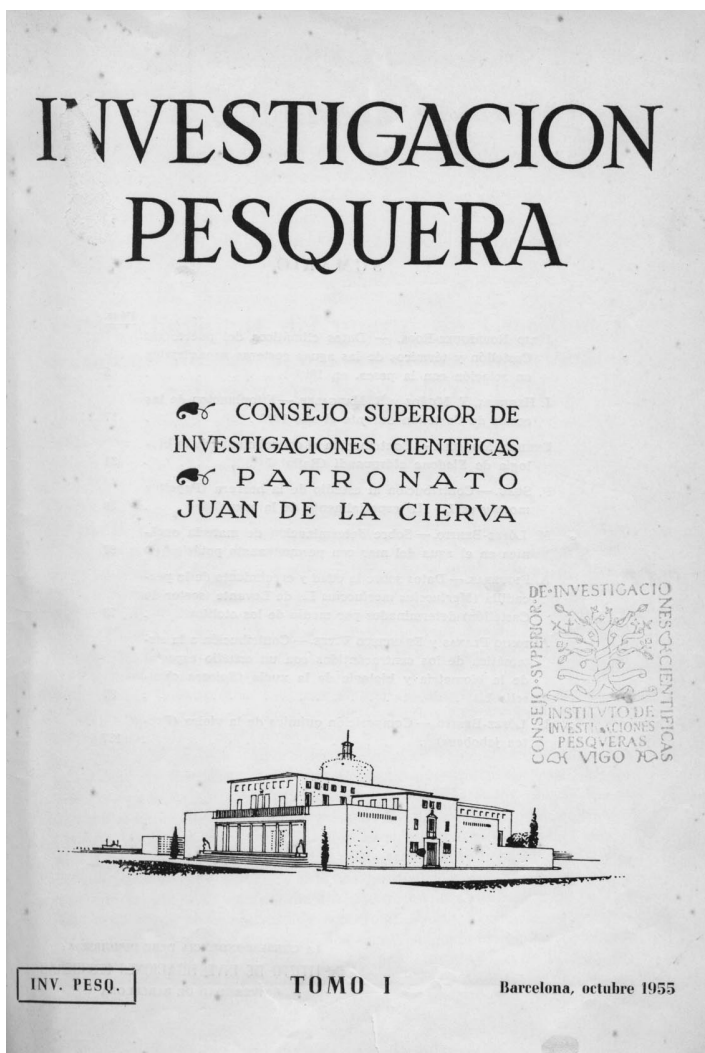 INVESTIGACION
PESQUERA
CONSEJO SUPERIOR DE
INVESTIGACIONES CIENTIFICAS
PATRONATO
JUAN DE LA CIERVA
CONSEJO·SVPERIOR·DE·INVESTIGACIONES·CIENTIFICAS
INSTITVTO DE
INVESTIGACIONES
PESQVERAS
VIGO
INV. PESQ.
TOMO I
Barcelona, octubre 1955